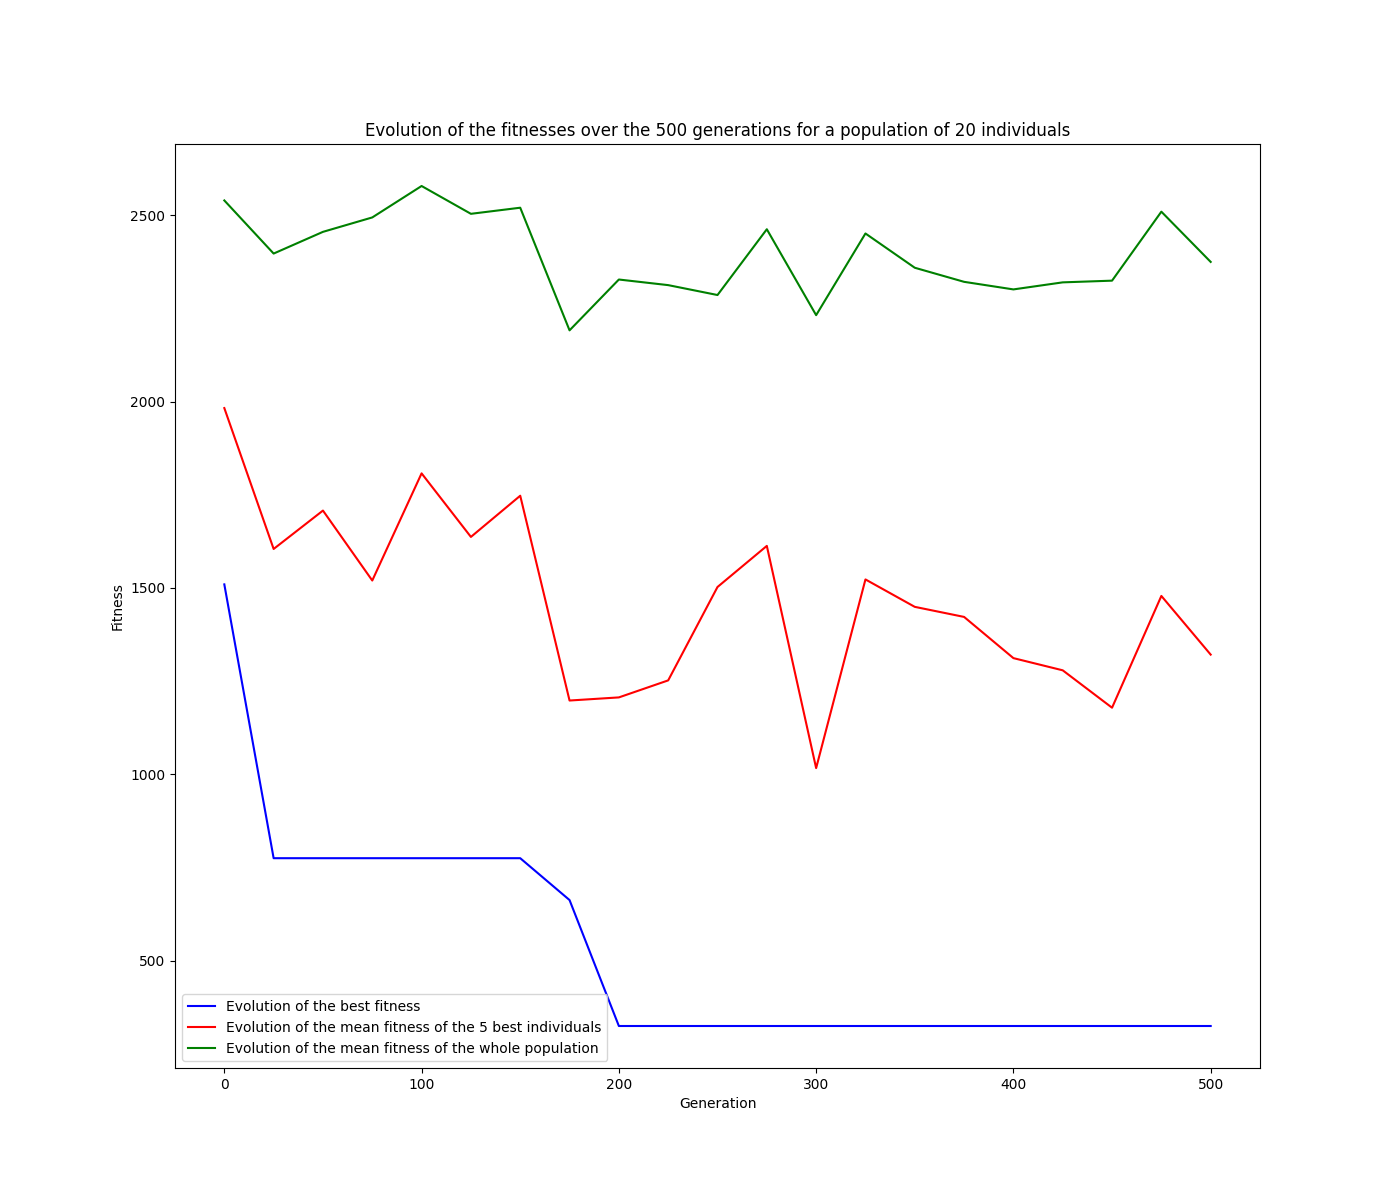 Evolution of the fitnesses over the 500 generations for a population of 20 individuals
2500
2000
1500
1000
500
Fitness
Evolution of the best fitness
Evolution of the mean fitness of the 5 best individuals
Evolution of the mean fitness of the whole population
0 100 200 300 400 500
Generation